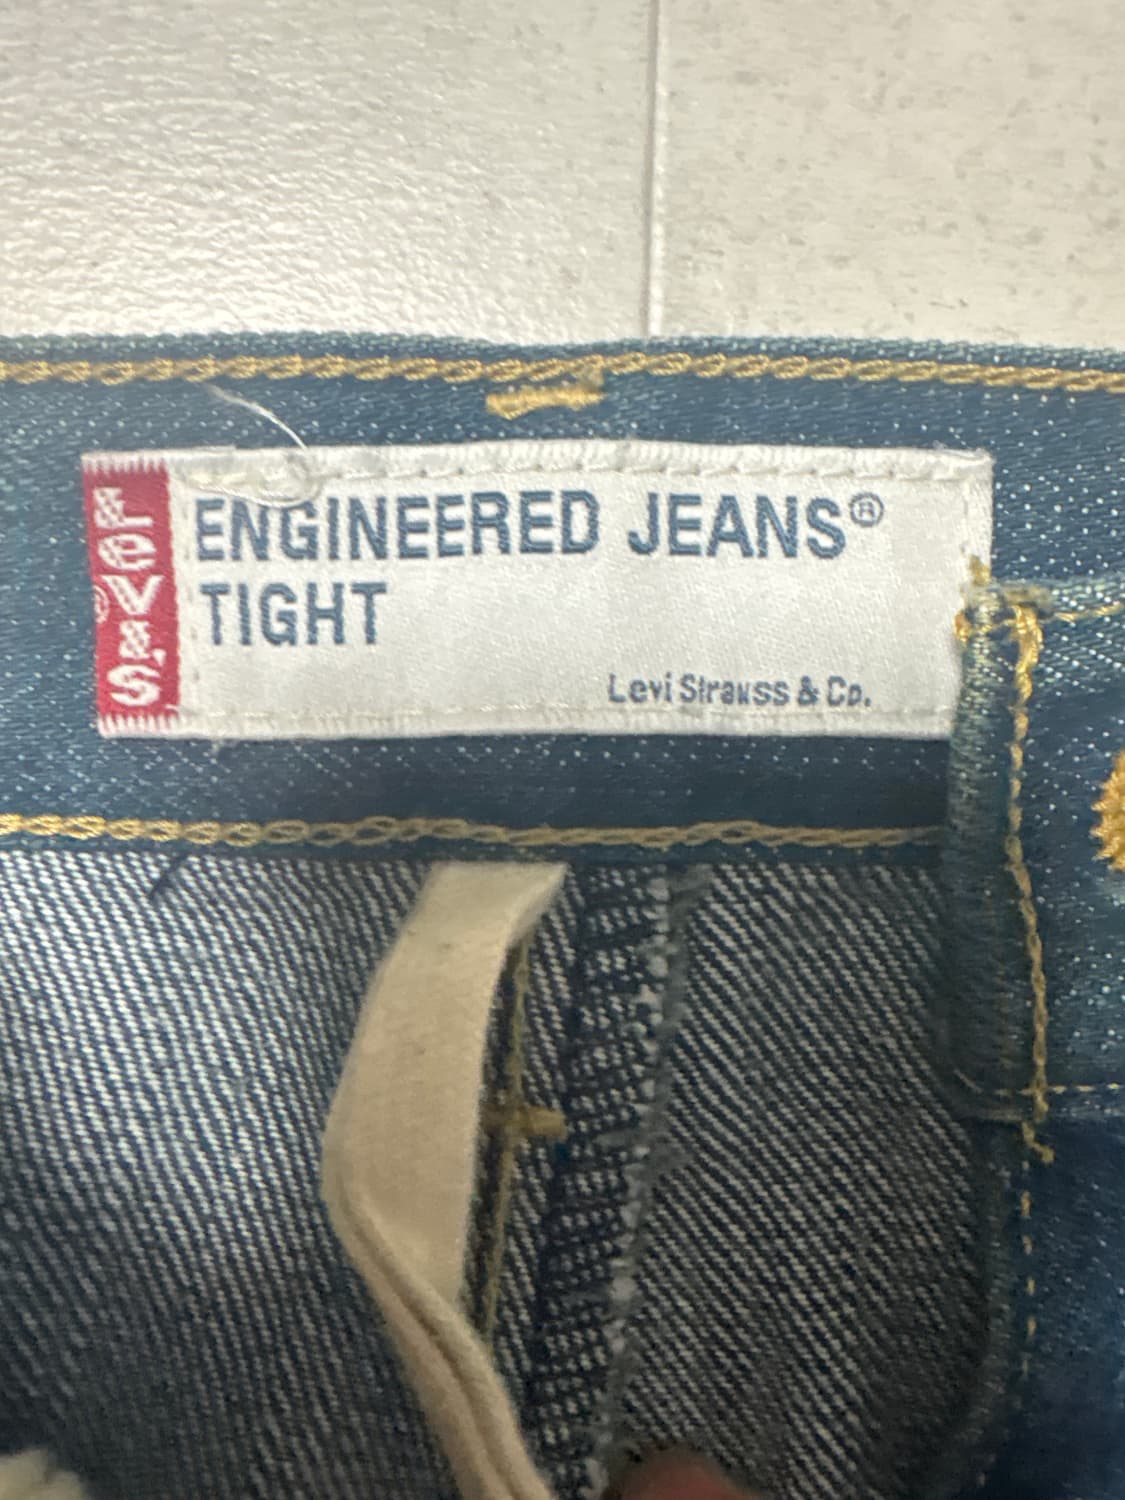 LEVI'S®
ENGINEERED JEANS®
TIGHT
Levi Strauss & Co.